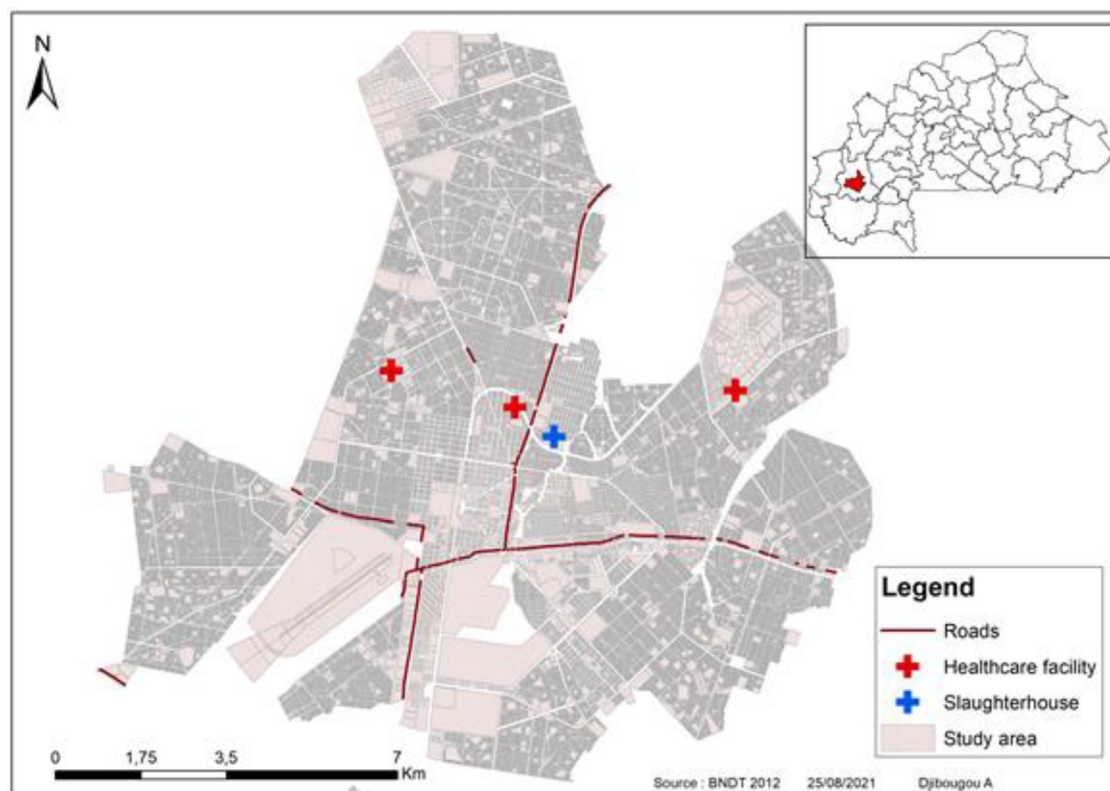 N
Legend
Roads
Healthcare facility
Slaughterhouse
Study area
0 1,75 3,5 7
Km
Source : BNDT 2012 25/08/2021 Djibougou A